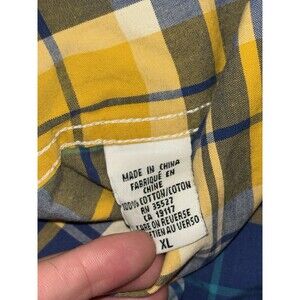 MADE IN CHINA
FABRIQUÉ EN
CHINE
100% COTTON/COTON
RN 35527
CA 19117
CARE ON REVERSE
ENTRETIEN AU VERSO
XL